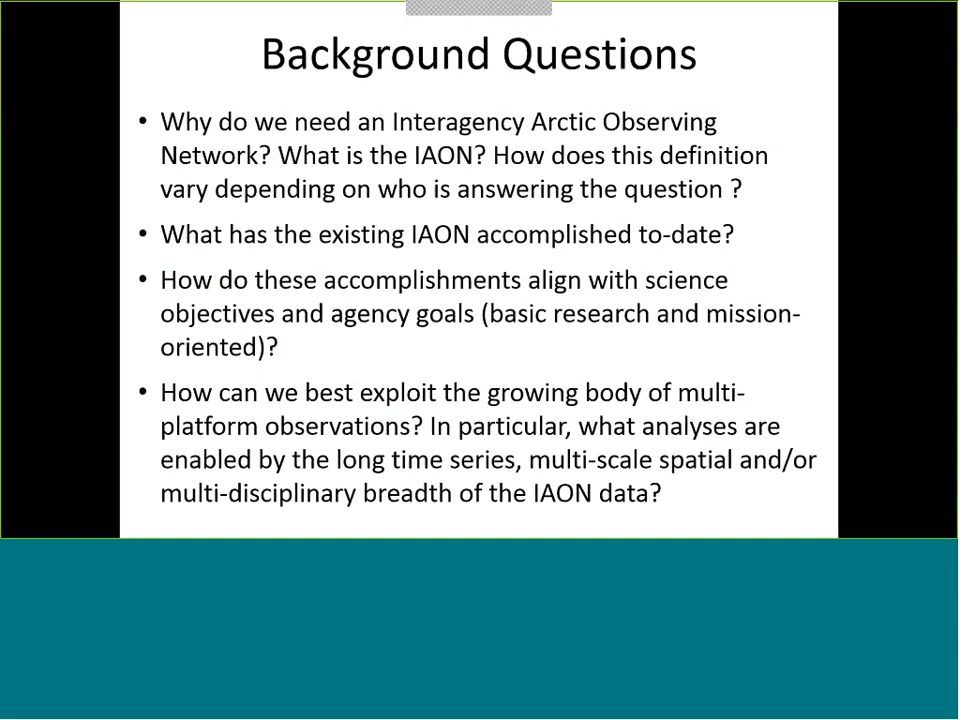 Background Questions
• Why do we need an Interagency Arctic Observing
Network? What is the IAON? How does this definition
vary depending on who is answering the question ?
• What has the existing IAON accomplished to-date?
• How do these accomplishments align with science
objectives and agency goals (basic research and mission-
oriented)?
• How can we best exploit the growing body of multi-
platform observations? In particular, what analyses are
enabled by the long time series, multi-scale spatial and/or
multi-disciplinary breadth of the IAON data?